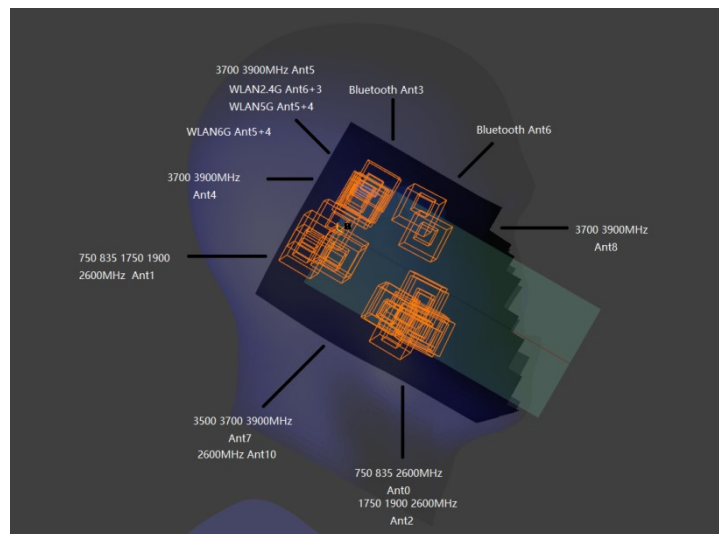 3700 3900MHz Ant5
WLAN2.4G Ant6+3
WLAN5G Ant5+4
Bluetooth Ant3
WLAN6G Ant5+4
Bluetooth Ant6
3700 3900MHz
Ant4
3700 3900MHz
Ant8
750 835 1750 1900
2600MHz Ant1
3500 3700 3900MHz
Ant7
2600MHz Ant10
750 835 2600MHz
Ant0
1750 1900 2600MHz
Ant2